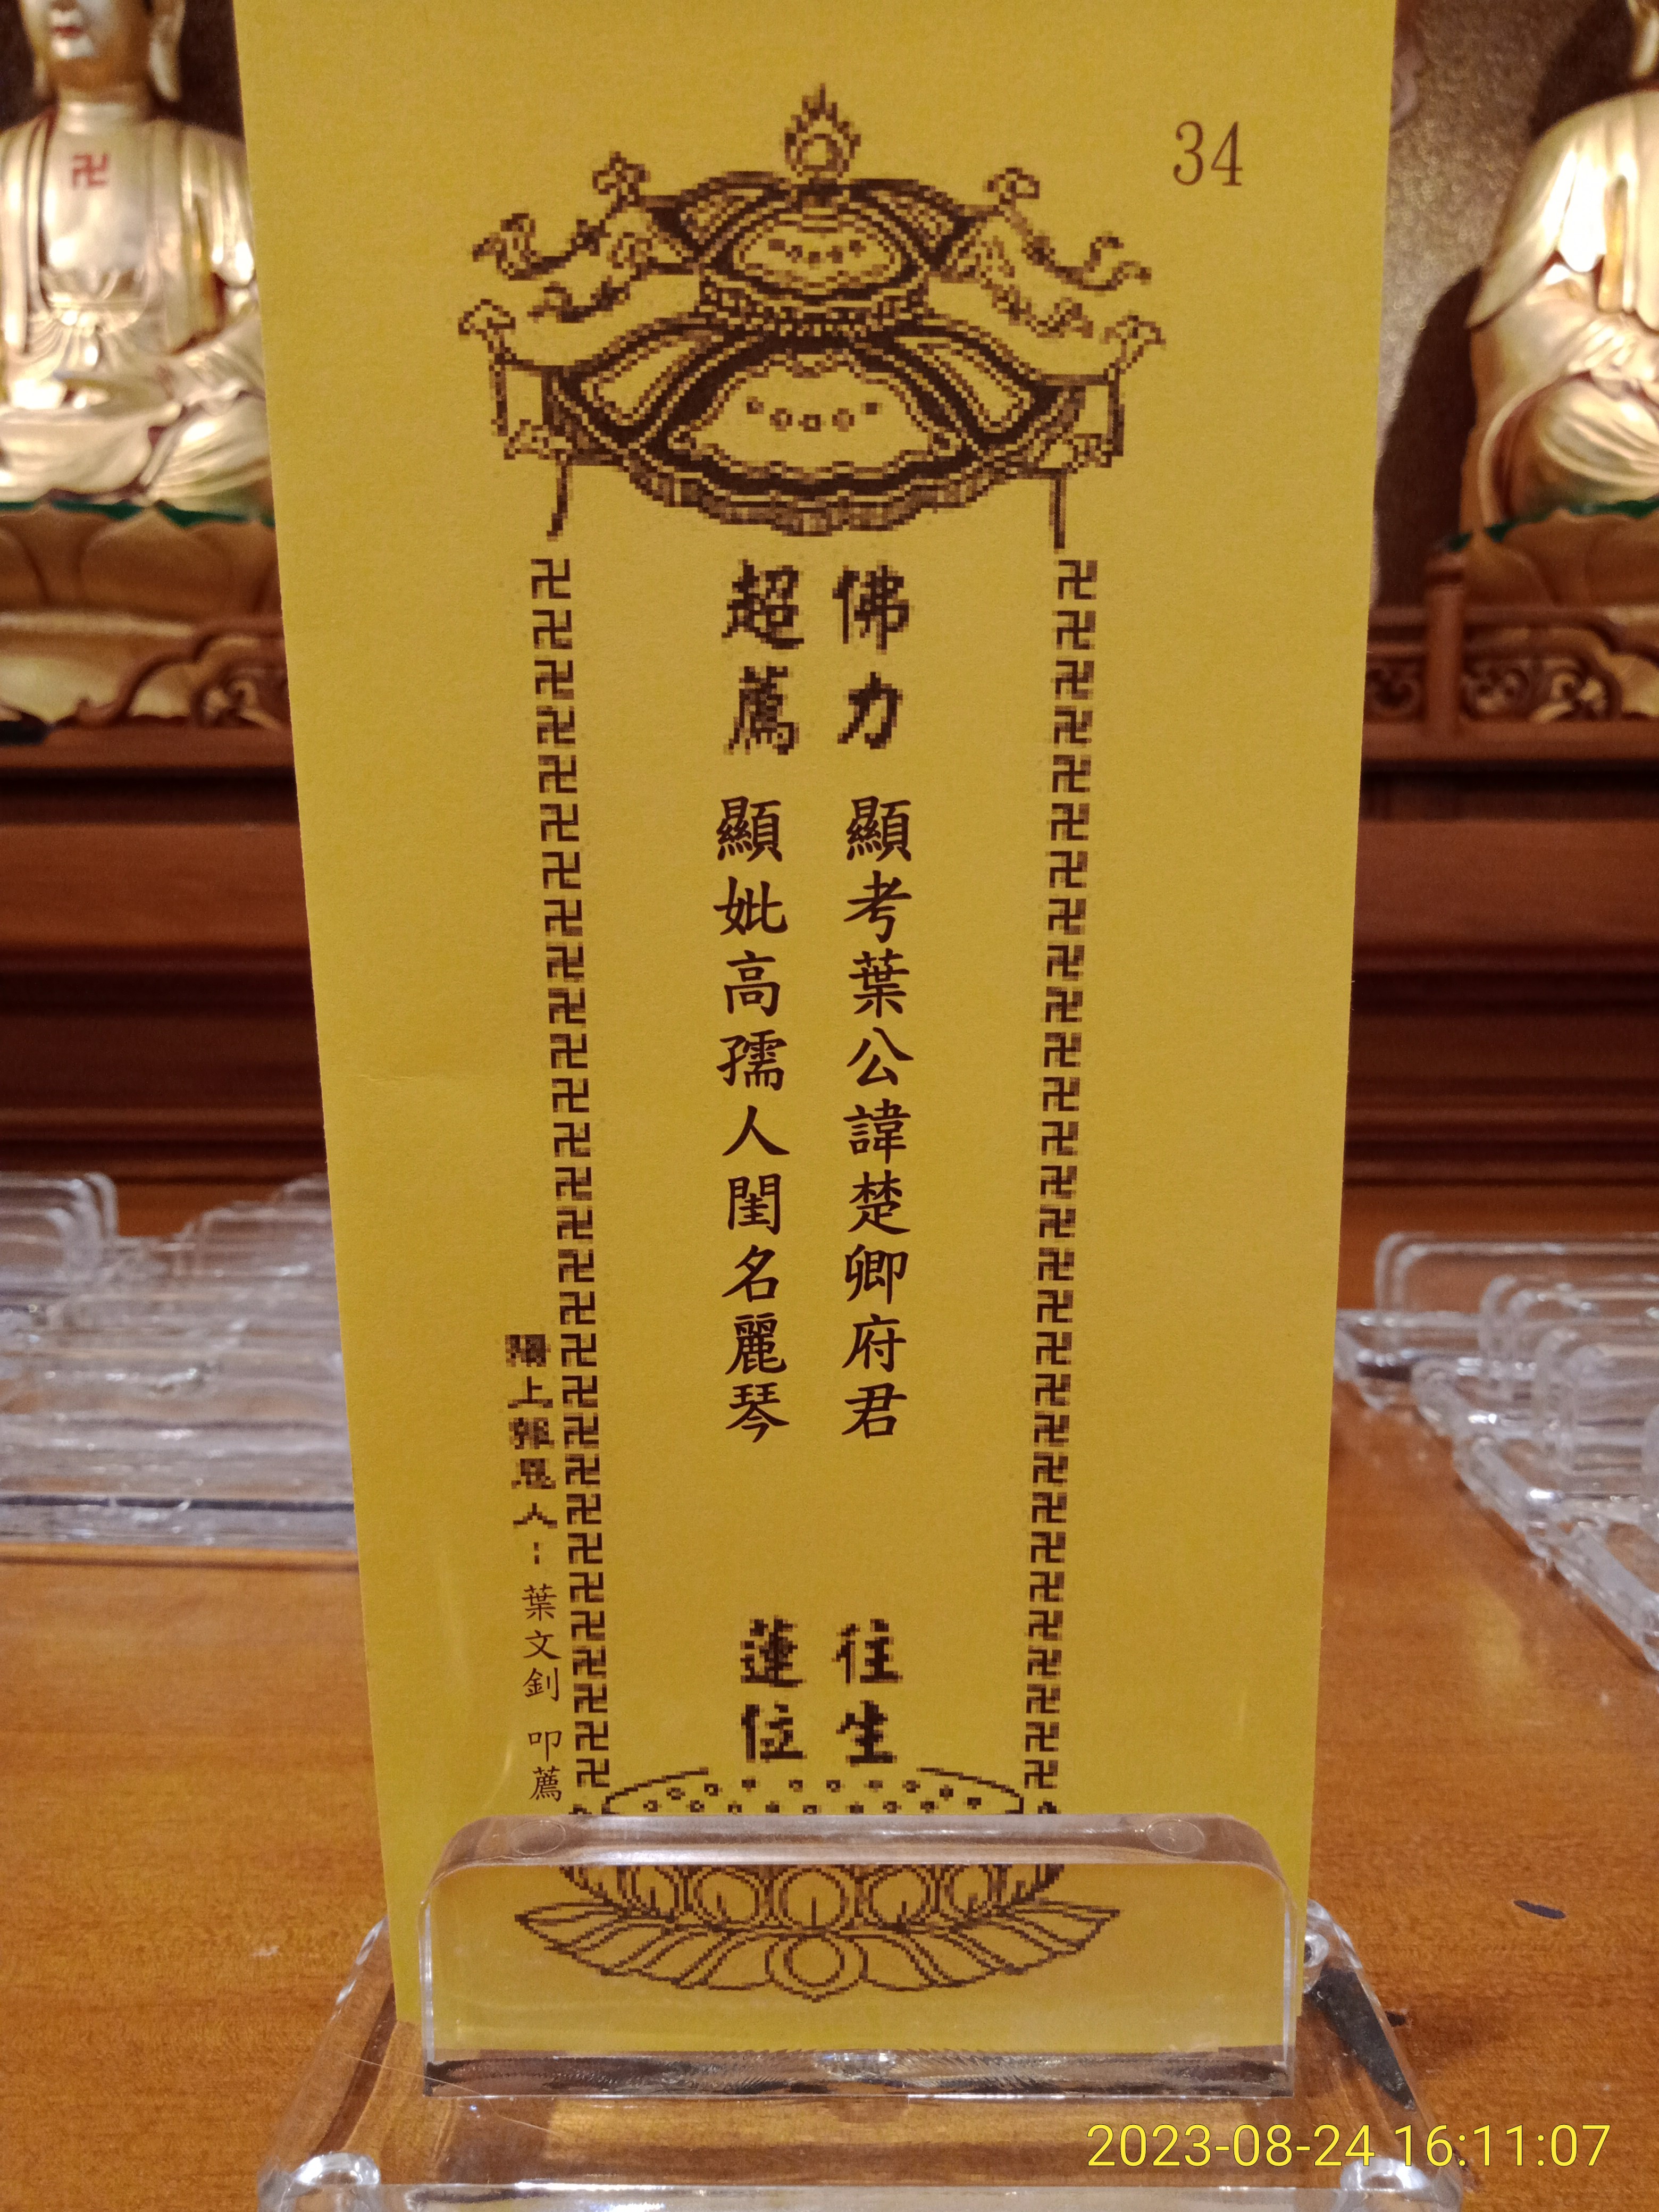 34
佛力
超薦
顯考葉公諱楚卿府君
顯妣高孺人閨名麗琴
往生
蓮位
陽上報恩人：葉文釗 叩薦
2023-08-24 16:11:07